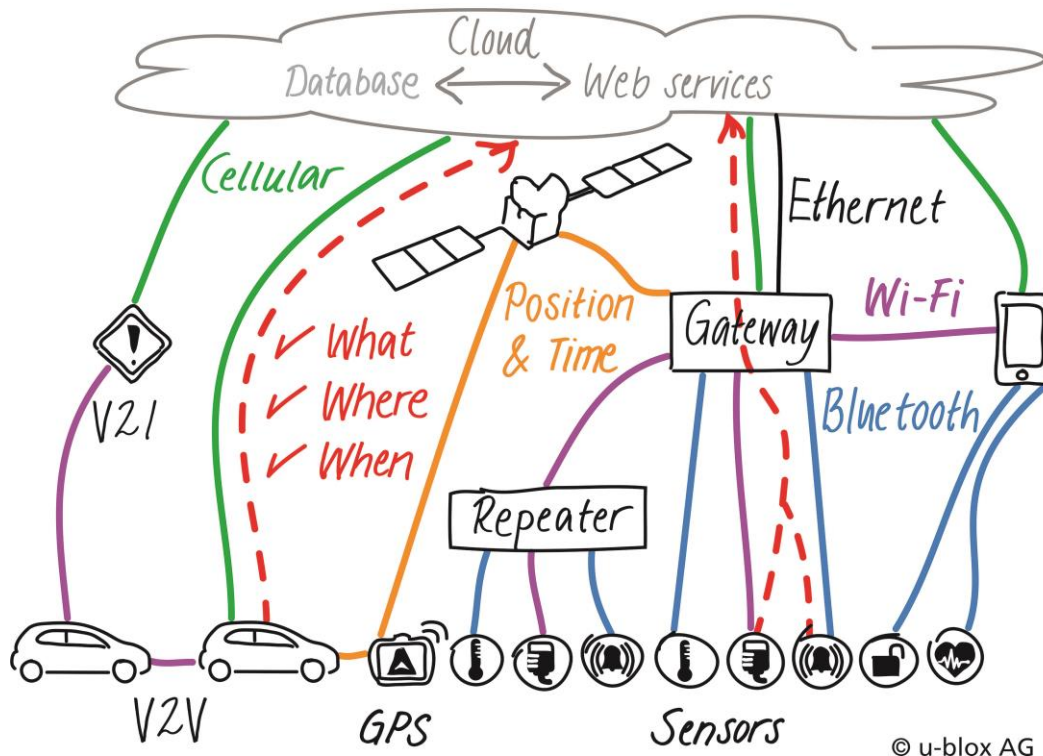 Cloud
Database Web services
Cellular
Ethernet
Wi-Fi
Position
& Time
Gateway
What
Where
When
V2I
Bluetooth
Repeater
V2V
GPS
Sensors
© u-blox AG